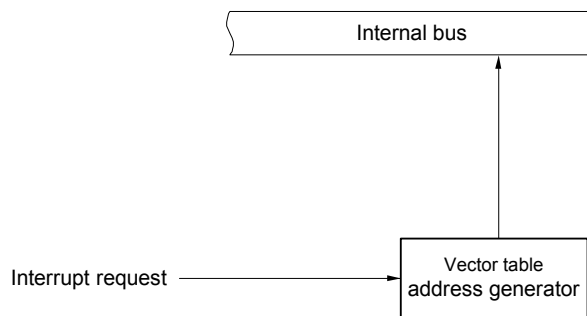 Internal bus
Interrupt request
Vector table
address generator